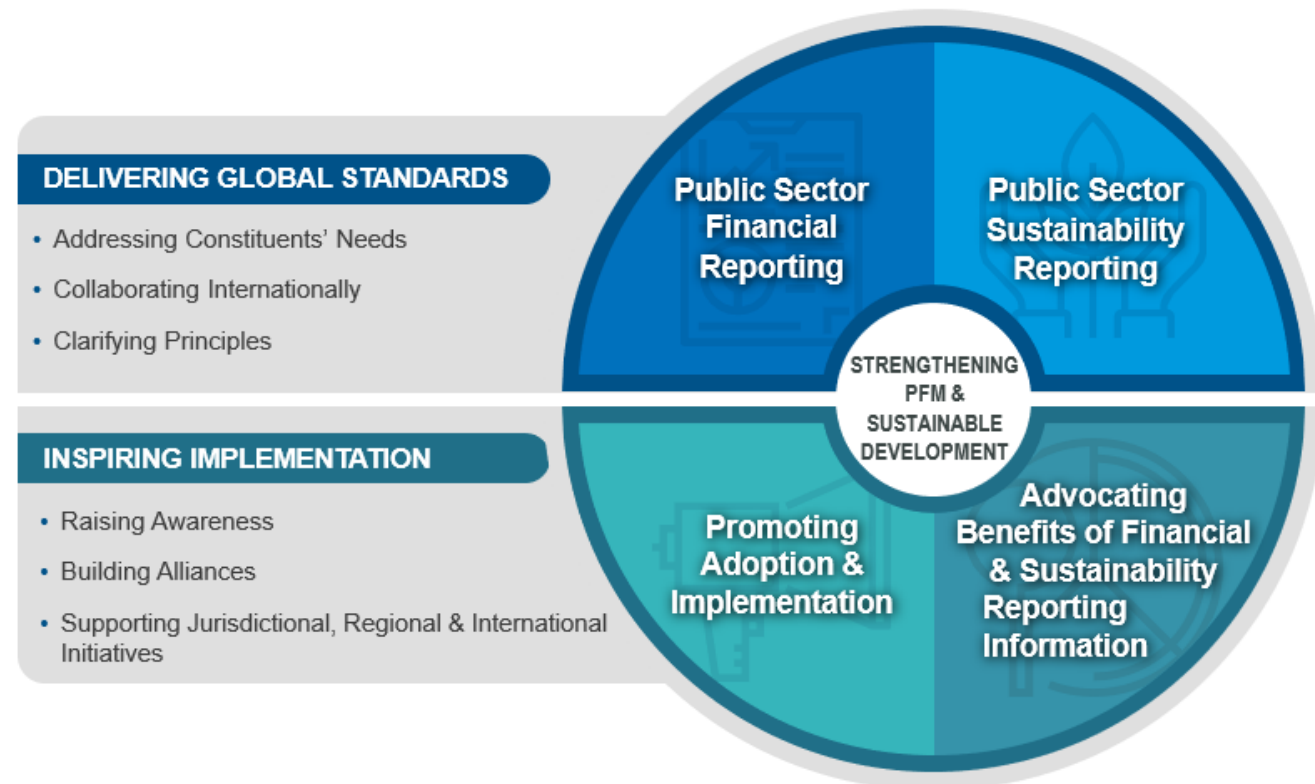 DELIVERING GLOBAL STANDARDS
• Addressing Constituents’ Needs
• Collaborating Internationally
• Clarifying Principles
Public Sector
Financial
Reporting
Public Sector
Sustainability
Reporting
STRENGTHENING
PFM &
SUSTAINABLE
DEVELOPMENT
INSPIRING IMPLEMENTATION
• Raising Awareness
• Building Alliances
• Supporting Jurisdictional, Regional & International
Initiatives
Promoting
Adoption &
Implementation
Advocating
Benefits of Financial
& Sustainability
Reporting
Information